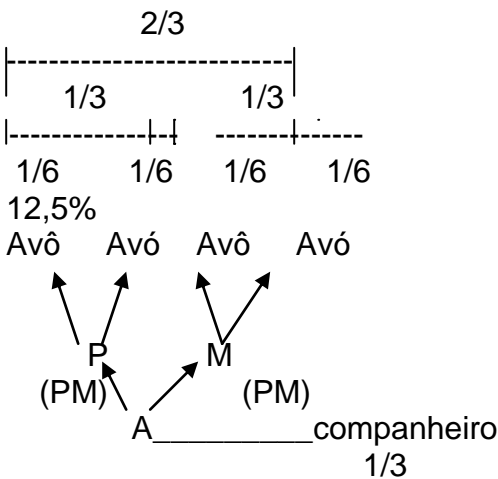 2/3
1/3 1/3
1/6 1/6 1/6 1/6
12,5%
Avô Avó Avô Avó
P M
(PM) (PM)
A__________companheiro
1/3